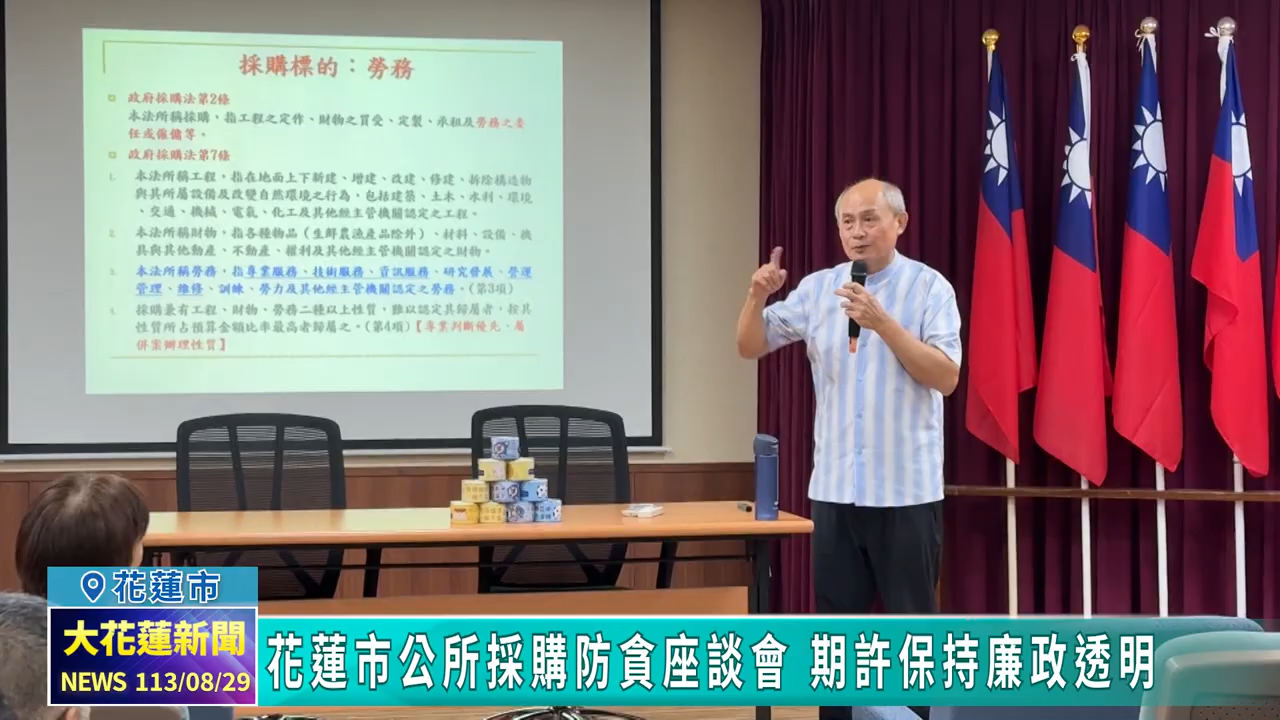 採購標的：勞務
政府採購法第2條
本法所稱採購，指工程之定作、財物之買受、定製、承租及勞務之委
任或僱傭等。
政府採購法第7條
1. 本法所稱工程，指在地面上下新建、增建、改建、修建、拆除構造物
與其所屬設備及改變自然環境之行為，包括建築、土木、水利、環境
、交通、機械、電氣、化工及其他經主管機關認定之工程。
2. 本法所稱財物，指各種物品（生鮮農漁產品除外）、材料、設備、機
具與其他動產、不動產、權利及其他經主管機關認定之財物。
3. 本法所稱勞務，指專業服務、技術服務、資訊服務、研究發展、營運
管理、維修、訓練、勞力及其他經主管機關認定之勞務。(第3項)
4. 採購兼有工程、財物、勞務二種以上性質，難以認定其歸屬者，按其
性質所占預算金額比率最高者歸屬之。(第4項)【專業判斷優先、屬
併案辦理性質】
花蓮市
大花蓮新聞
NEWS 113/08/29
花蓮市公所採購防貪座談會 期許保持廉政透明